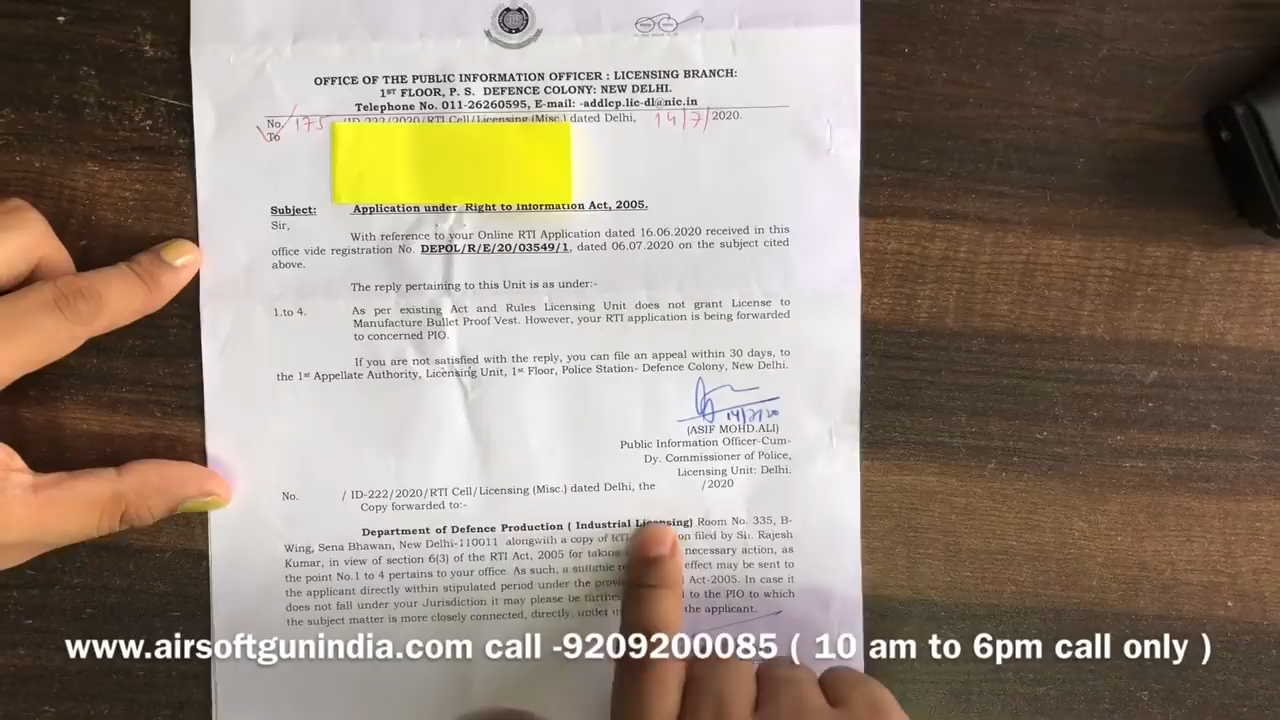 OFFICE OF THE PUBLIC INFORMATION OFFICER : LICENSING BRANCH:
1ST FLOOR, P. S. DEFENCE COLONY: NEW DELHI.
Telephone No. 011-26260595, E-mail: -addlcp.lic-dl@nic.in
No. 175 /ID-222/2020/RTI Cell/Licensing (Misc.) dated Delhi, 14/7/2020.
To
Subject: Application under Right to Information Act, 2005.
Sir,
With reference to your Online RTI Application dated 16.06.2020 received in this
office vide registration No. DEPOL/R/E/20/03549/1, dated 06.07.2020 on the subject cited
above.
The reply pertaining to this Unit is as under:-
1.to 4. As per existing Act and Rules Licensing Unit does not grant License to
Manufacture Bullet Proof Vest. However, your RTI application is being forwarded
to concerned PIO.
If you are not satisfied with the reply, you can file an appeal within 30 days, to
the 1st Appellate Authority, Licensing Unit, 1st Floor, Police Station- Defence Colony, New Delhi.
14/7/20
(ASIF MOHD.ALI)
Public Information Officer-Cum-
Dy. Commissioner of Police,
Licensing Unit: Delhi.
No. / ID-222/2020/RTI Cell/Licensing (Misc.) dated Delhi, the /2020
Copy forwarded to:-
Department of Defence Production ( Industrial Licensing) Room No. 335, B-
Wing, Sena Bhawan, New Delhi-110011 alongwith a copy of RTI filed by Sh. Rajesh
Kumar, in view of section 6(3) of the RTI Act, 2005 for taking necessary action, as
the point No.1 to 4 pertains to your office. As such, a suitable effect may be sent to
the applicant directly within stipulated period under the Act-2005. In case it
does not fall under your Jurisdiction it may please be to the PIO to which
the subject matter is more closely connected, directly, under the applicant.
www.airsoftgunindia.com call -9209200085 ( 10 am to 6pm call only )